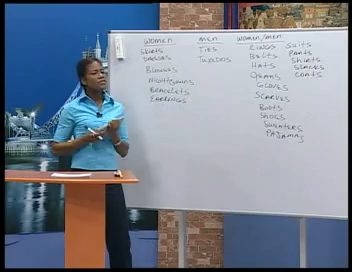 WOMEN
SKIRTS
DRESSES
BLOUSES
NIGHTGOWNS
BRACELETS
EARRINGS
MEN
TIES
TUXEDOS
WOMEN/MEN:
RINGS
BELTS
HATS
JEANS
GLOVES
SCARVES
BOOTS
SHOES
SWEATERS
PAJAMAS
SUITS
PANTS
SHIRTS
SLACKS
COATS